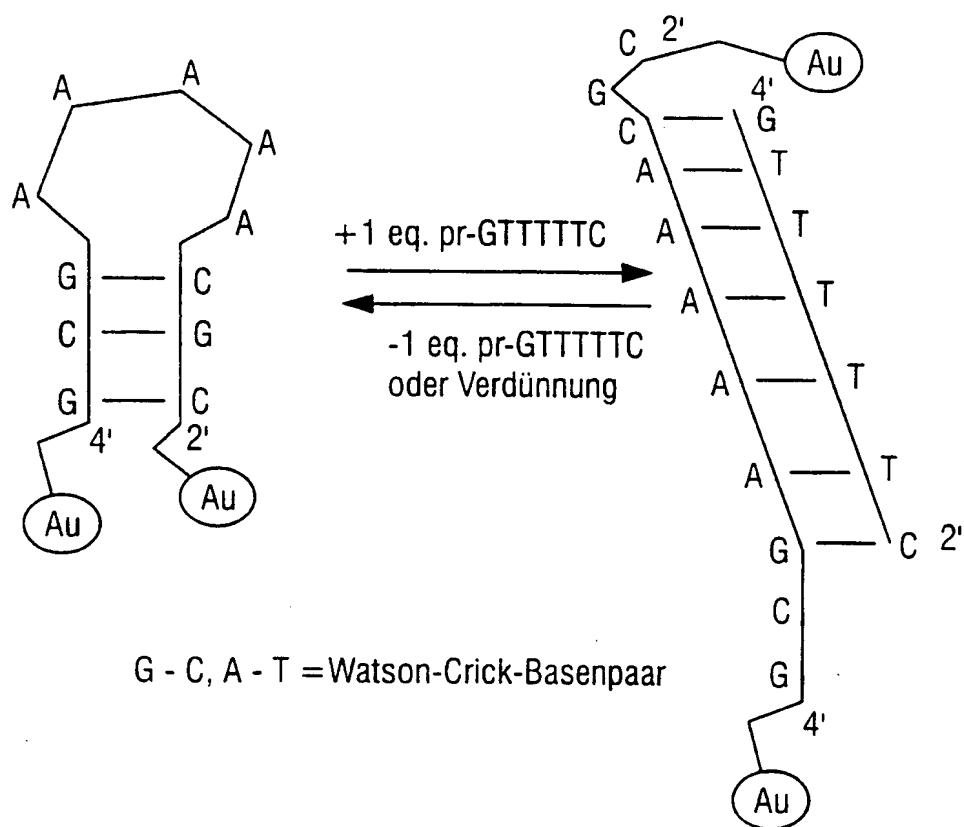 A A
A A
A
G C
C G
G C
4' 2'
Au Au
+1 eq. pr-GTTTTTC
-1 eq. pr-GTTTTTC
oder Verdünnung
C 2' Au
G 4'
C G
A T
A T
A T
A T
A T
G C 2'
C
G
4'
Au
G - C, A - T = Watson-Crick-Basenpaar